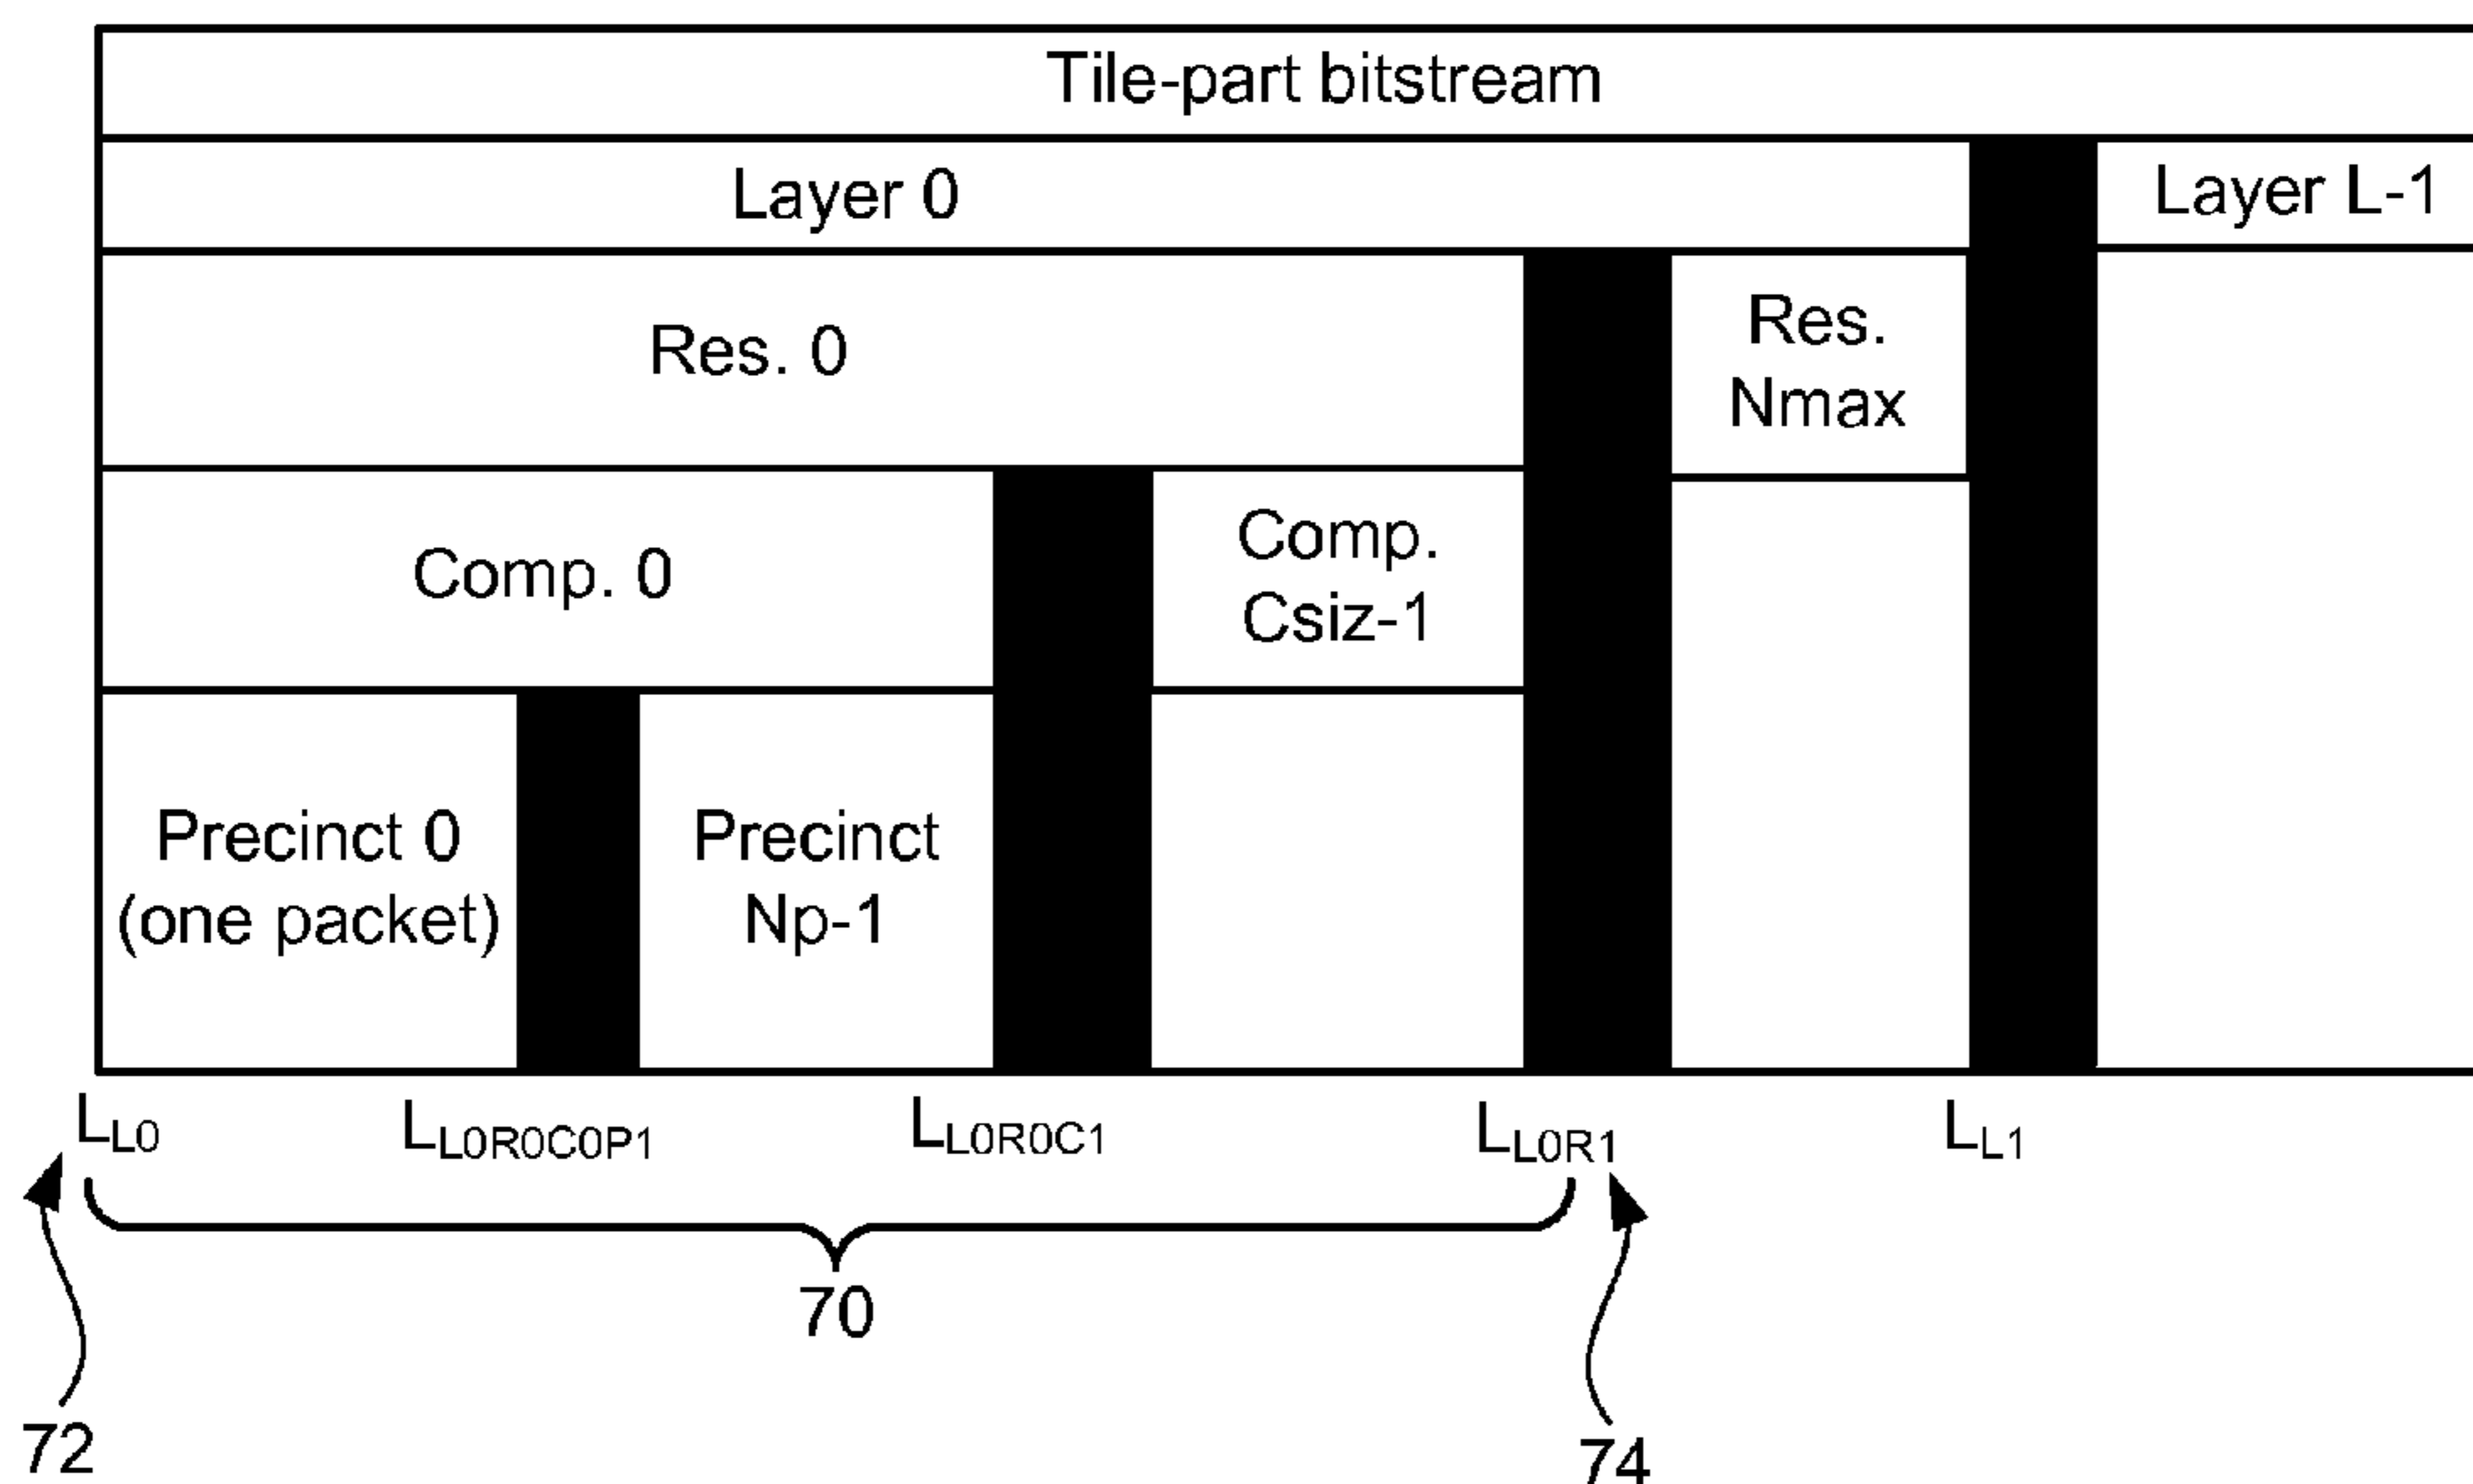 Tile-part bitstream
Layer 0
Layer L-1
Res. 0
Res.
Nmax
Comp. 0
Comp.
Csiz-1
Precinct 0
(one packet)
Precinct
Np-1
LL0
LL0R0C0P1
LL0R0C1
LL0R1
LL1
70
72
74